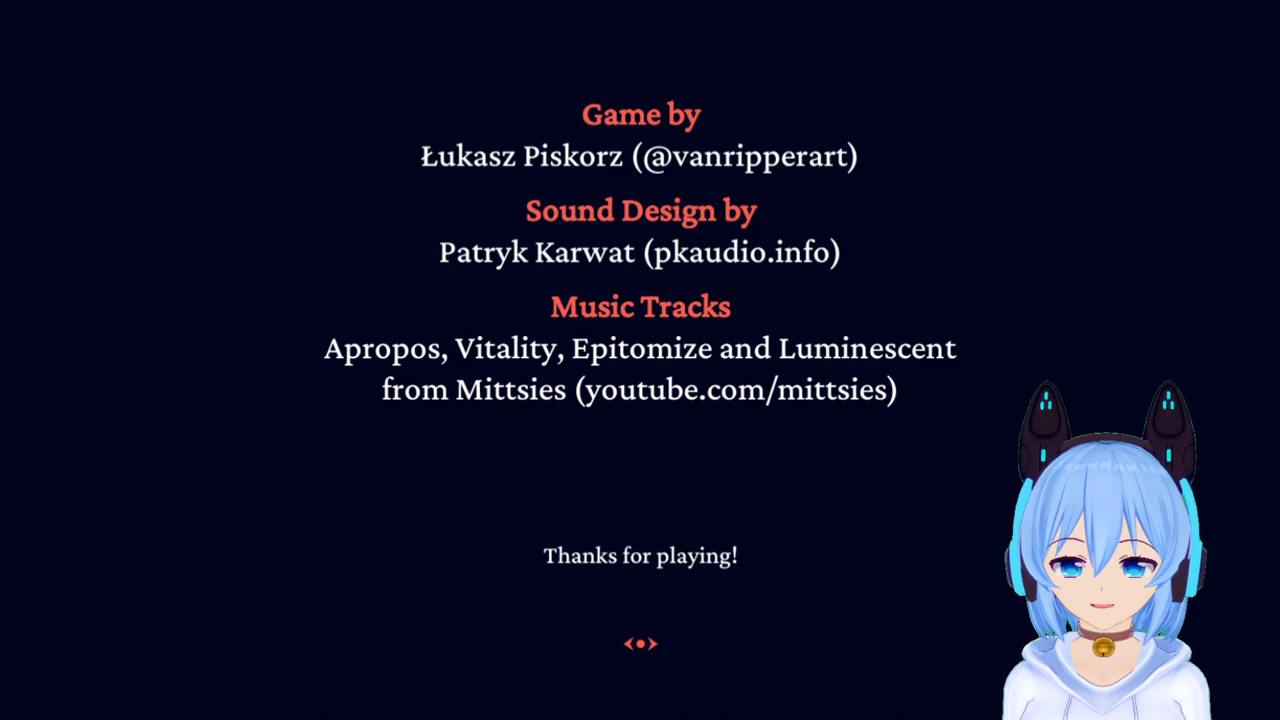 Game by
Łukasz Piskorz (@vanripperart)
Sound Design by
Patryk Karwat (pkaudio.info)
Music Tracks
Apropos, Vitality, Epitomize and Luminescent
from Mittsies (youtube.com/mittsies)
Thanks for playing!